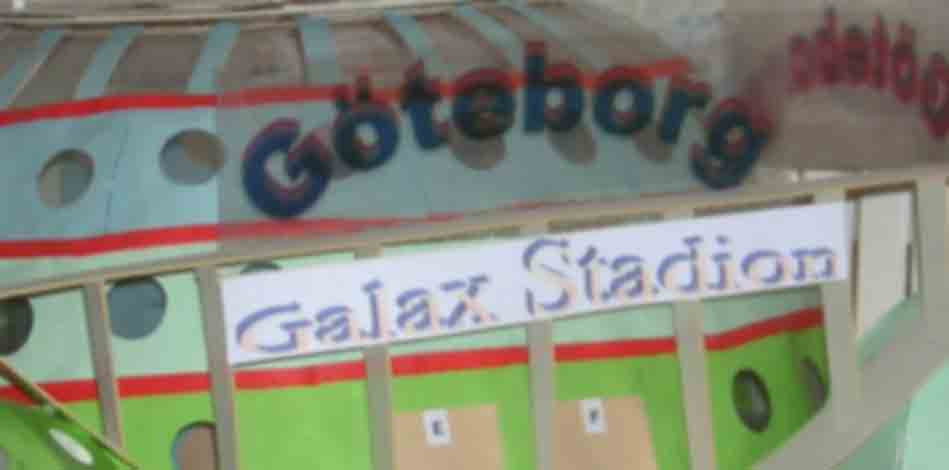 Göteborg
Galax Stadion
E
F